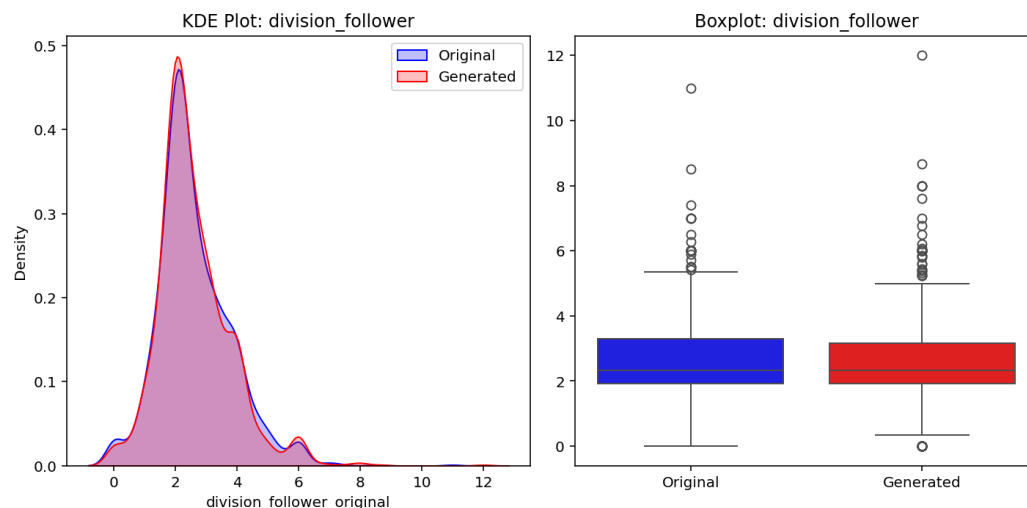 KDE Plot: division_follower
Original
Generated
0.5
0.4
0.3
0.2
0.1
0.0
Density
0 2 4 6 8 10 12
division_follower_original
Boxplot: division_follower
12
10
8
6
4
2
0
Original Generated